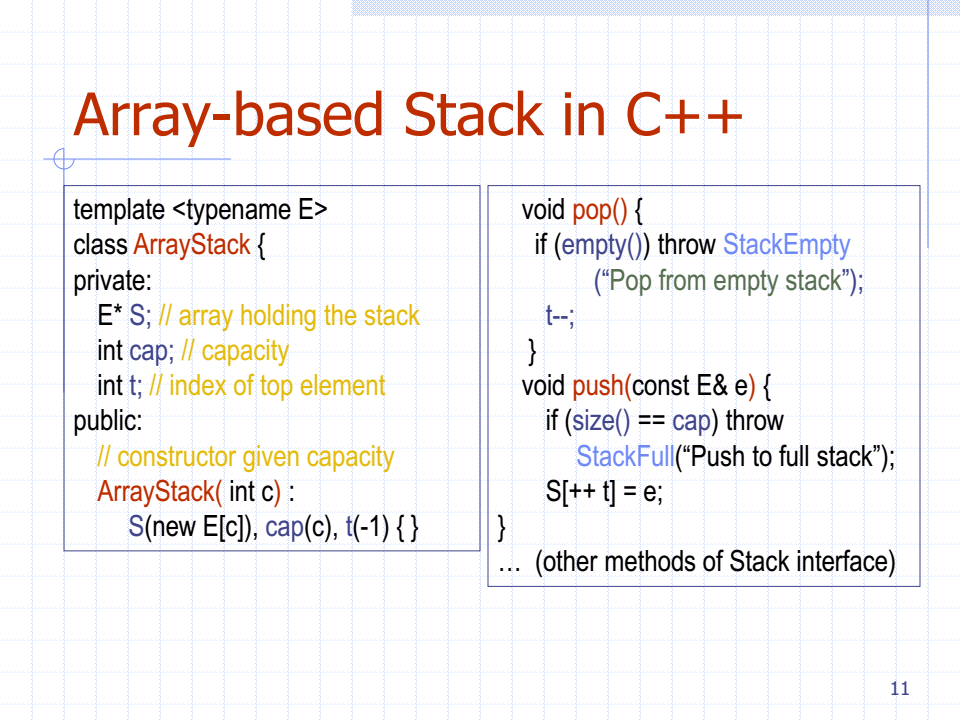 Array-based Stack in C++
template <typename E>
class ArrayStack {
private:
E* S; // array holding the stack
int cap; // capacity
int t; // index of top element
public:
// constructor given capacity
ArrayStack( int c) :
S(new E[c]), cap(c), t(-1) { }
void pop() {
if (empty()) throw StackEmpty
(“Pop from empty stack”);
t--;
}
void push(const E& e) {
if (size() == cap) throw
StackFull(“Push to full stack”);
S[++ t] = e;
}
… (other methods of Stack interface)
11